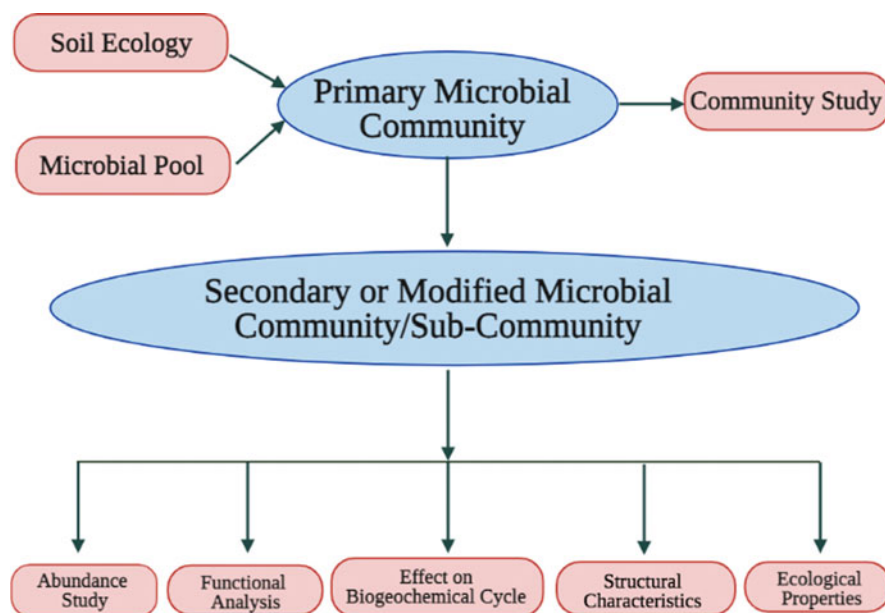 Soil Ecology
Microbial Pool
Primary Microbial
Community
Community Study
Secondary or Modified Microbial
Community/Sub-Community
Abundance
Study
Functional
Analysis
Effect on
Biogeochemical Cycle
Structural
Characteristics
Ecological
Properties